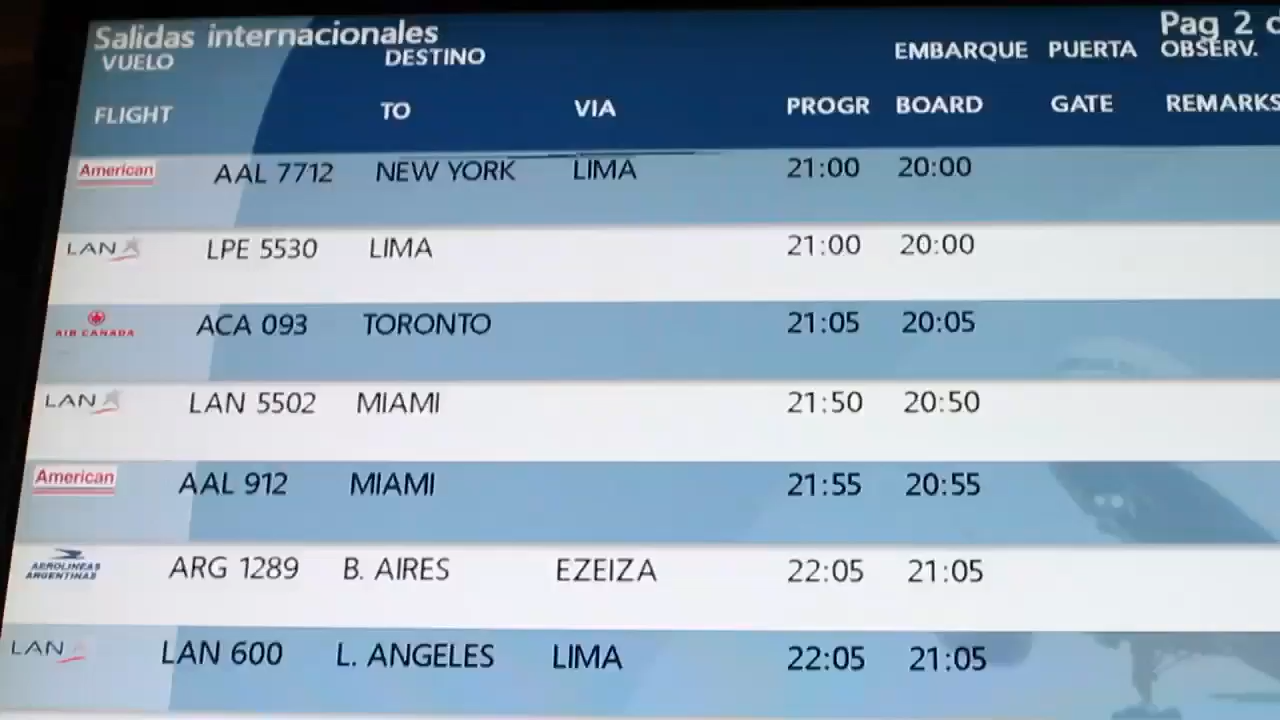 Salidas internacionales Pag 2
VUELO DESTINO EMBARQUE PUERTA OBSERV.
FLIGHT TO VIA PROGR BOARD GATE REMARKS
American AAL 7712 NEW YORK LIMA 21:00 20:00
LAN LPE 5530 LIMA 21:00 20:00
AIR CANADA ACA 093 TORONTO 21:05 20:05
LAN LAN 5502 MIAMI 21:50 20:50
American AAL 912 MIAMI 21:55 20:55
AEROLINEAS ARGENTINAS ARG 1289 B. AIRES EZEIZA 22:05 21:05
LAN LAN 600 L. ANGELES LIMA 22:05 21:05